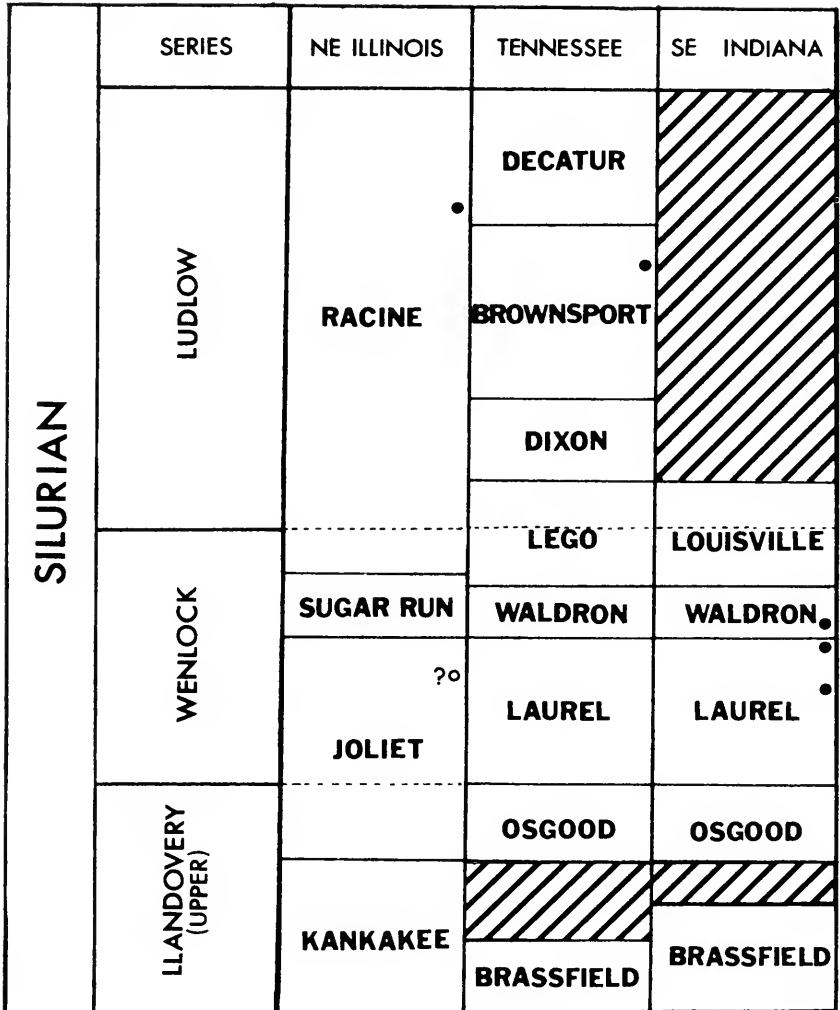 SERIES
NE ILLINOIS
TENNESSEE
SE INDIANA
SILURIAN
LUDLOW
WENLOCK
LLANDOVERY
(UPPER)
RACINE
SUGAR RUN
?o
JOLIET
KANKAKEE
DECATUR
BROWNSPORT
DIXON
LEGO
WALDRON
LAUREL
OSGOOD
BRASSFIELD
LOUISVILLE
WALDRON
LAUREL
OSGOOD
BRASSFIELD